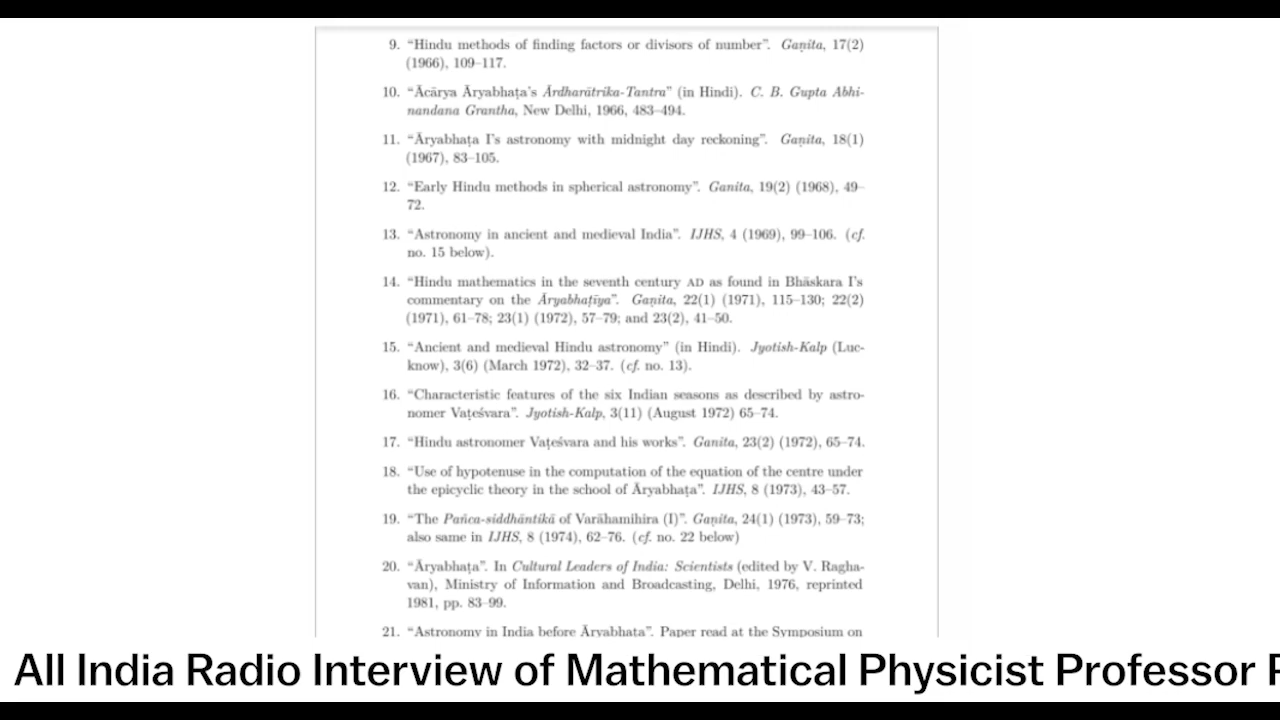 9. “Hindu methods of finding factors or divisors of number”. Gaṇita, 17(2)
(1966), 109–117.
10. “Ācārya Āryabhaṭa’s Ārdharātrika-Tantra” (in Hindi). C. B. Gupta Abhi-
nandana Grantha, New Delhi, 1966, 483–494.
11. “Āryabhaṭa I’s astronomy with midnight day reckoning”. Gaṇita, 18(1)
(1967), 83–105.
12. “Early Hindu methods in spherical astronomy”. Ganita, 19(2) (1968), 49–
72.
13. “Astronomy in ancient and medieval India”. IJHS, 4 (1969), 99–106. (cf.
no. 15 below).
14. “Hindu mathematics in the seventh century AD as found in Bhāskara I’s
commentary on the Āryabhaṭīya”. Gaṇita, 22(1) (1971), 115–130; 22(2)
(1971), 61–78; 23(1) (1972), 57–79; and 23(2), 41–50.
15. “Ancient and medieval Hindu astronomy” (in Hindi). Jyotish-Kalp (Luc-
know), 3(6) (March 1972), 32–37. (cf. no. 13).
16. “Characteristic features of the six Indian seasons as described by astro-
nomer Vaṭeśvara”. Jyotish-Kalp, 3(11) (August 1972) 65–74.
17. “Hindu astronomer Vaṭeśvara and his works”. Ganita, 23(2) (1972), 65–74.
18. “Use of hypotenuse in the computation of the equation of the centre under
the epicyclic theory in the school of Āryabhaṭa”. IJHS, 8 (1973), 43–57.
19. “The Pañca-siddhāntikā of Varāhamihira (I)”. Gaṇita, 24(1) (1973), 59–73;
also same in IJHS, 8 (1974), 62–76. (cf. no. 22 below)
20. “Āryabhaṭa”. In Cultural Leaders of India: Scientists (edited by V. Ragha-
van), Ministry of Information and Broadcasting, Delhi, 1976, reprinted
1981, pp. 83–99.
21. “Astronomy in India before Āryabhaṭa”. Paper read at the Symposium on
All India Radio Interview of Mathematical Physicist Professor